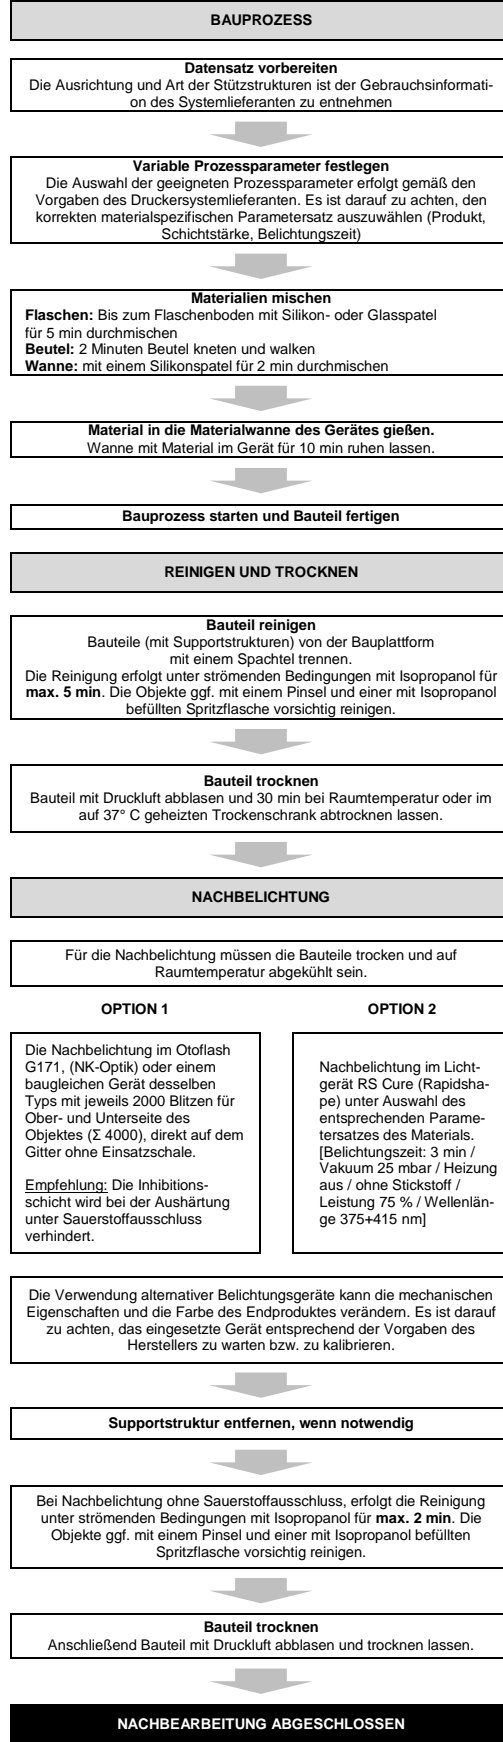 BAUPROZESS
Datensatz vorbereiten
Die Ausrichtung und Art der Stützstrukturen ist der Gebrauchsinformati-
on des Systemlieferanten zu entnehmen
Variable Prozessparameter festlegen
Die Auswahl der geeigneten Prozessparameter erfolgt gemäß den
Vorgaben des Druckersystemlieferanten. Es ist darauf zu achten, den
korrekten materialspezifischen Parametersatz auszuwählen (Produkt,
Schichtstärke, Belichtungszeit)
Materialien mischen
Flaschen: Bis zum Flaschenboden mit Silikon- oder Glasspatel
für 5 min durchmischen
Beutel: 2 Minuten Beutel kneten und walken
Wanne: mit einem Silikonspatel für 2 min durchmischen
Material in die Materialwanne des Gerätes gießen.
Wanne mit Material im Gerät für 10 min ruhen lassen.
Bauprozess starten und Bauteil fertigen
REINIGEN UND TROCKNEN
Bauteil reinigen
Bauteile (mit Supportstrukturen) von der Bauplattform
mit einem Spachtel trennen.
Die Reinigung erfolgt unter strömenden Bedingungen mit Isopropanol für
max. 5 min. Die Objekte ggf. mit einem Pinsel und einer mit Isopropanol
befüllten Spritzflasche vorsichtig reinigen.
Bauteil trocknen
Bauteil mit Druckluft abblasen und 30 min bei Raumtemperatur oder im
auf 37° C geheizten Trockenschrank abtrocknen lassen.
NACHBELICHTUNG
Für die Nachbelichtung müssen die Bauteile trocken und auf
Raumtemperatur abgekühlt sein.
OPTION 1
Die Nachbelichtung im Otoflash
G171, (NK-Optik) oder einem
baugleichen Gerät desselben
Typs mit jeweils 2000 Blitzen für
Ober- und Unterseite des
Objektes (Σ 4000), direkt auf dem
Gitter ohne Einsatzschale.
Empfehlung: Die Inhibitions-
schicht wird bei der Aushärtung
unter Sauerstoffausschluss
verhindert.
OPTION 2
Nachbelichtung im Licht-
gerät RS Cure (Rapidsha-
pe) unter Auswahl des
entsprechenden Parame-
tersatzes des Materials.
[Belichtungszeit: 3 min /
Vakuum 25 mbar / Heizung
aus / ohne Stickstoff /
Leistung 75 % / Wellenlän-
ge 375+415 nm]
Die Verwendung alternativer Belichtungsgeräte kann die mechanischen
Eigenschaften und die Farbe des Endproduktes verändern. Es ist darauf
zu achten, das eingesetzte Gerät entsprechend der Vorgaben des
Herstellers zu warten bzw. zu kalibrieren.
Supportstruktur entfernen, wenn notwendig
Bei Nachbelichtung ohne Sauerstoffausschluss, erfolgt die Reinigung
unter strömenden Bedingungen mit Isopropanol für max. 2 min. Die
Objekte ggf. mit einem Pinsel und einer mit Isopropanol befüllten
Spritzflasche vorsichtig reinigen.
Bauteil trocknen
Anschließend Bauteil mit Druckluft abblasen und trocknen lassen.
NACHBEARBEITUNG ABGESCHLOSSEN